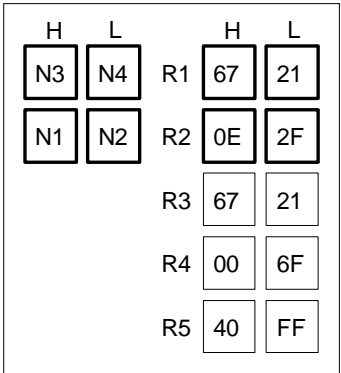 H L H L
N3 N4 R1 67 21
N1 N2 R2 0E 2F
R3 67 21
R4 00 6F
R5 40 FF